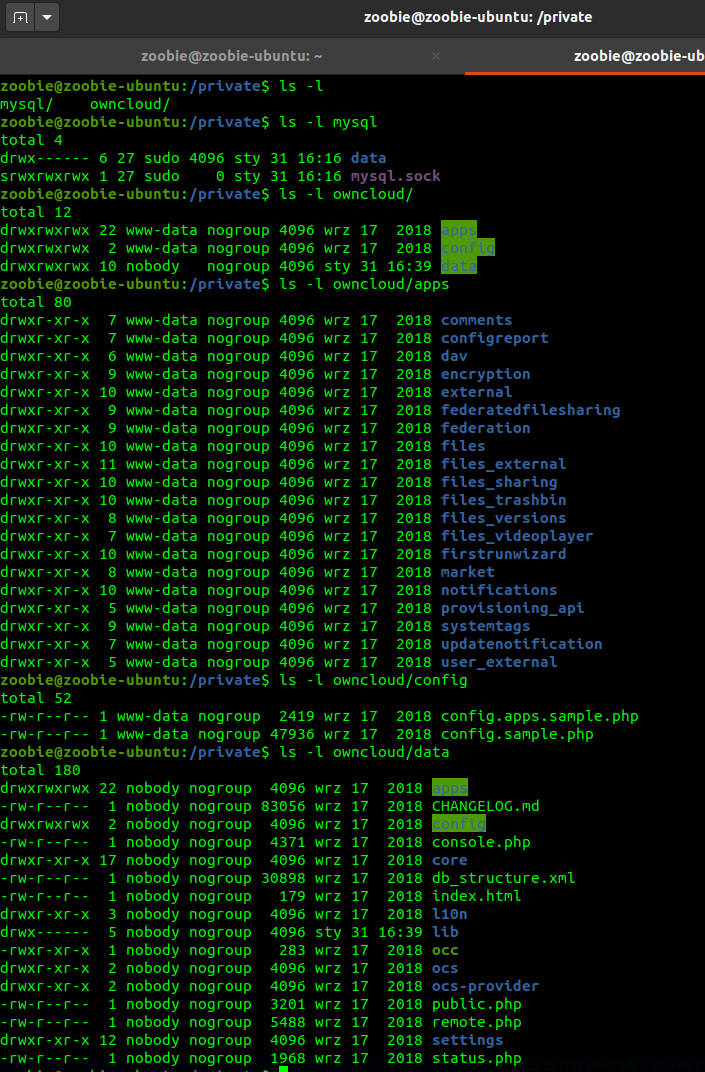 zoobie@zoobie-ubuntu: /private
zoobie@zoobie-ubuntu: ~ × zoobie@zoobie-ub
zoobie@zoobie-ubuntu:/private$ ls -l
mysql/    owncloud/
zoobie@zoobie-ubuntu:/private$ ls -l mysql
total 4
drwx------ 6 27 sudo 4096 sty 31 16:16 data
srwxrwxrwx 1 27 sudo    0 sty 31 16:16 mysql.sock
zoobie@zoobie-ubuntu:/private$ ls -l owncloud/
total 12
drwxrwxrwx 22 www-data nogroup 4096 wrz 17  2018 apps
drwxrwxrwx  2 www-data nogroup 4096 wrz 17  2018 config
drwxrwxrwx 10 nobody   nogroup 4096 sty 31 16:39 data
zoobie@zoobie-ubuntu:/private$ ls -l owncloud/apps
total 80
drwxr-xr-x  7 www-data nogroup 4096 wrz 17  2018 comments
drwxr-xr-x  7 www-data nogroup 4096 wrz 17  2018 configreport
drwxr-xr-x  6 www-data nogroup 4096 wrz 17  2018 dav
drwxr-xr-x  9 www-data nogroup 4096 wrz 17  2018 encryption
drwxr-xr-x 10 www-data nogroup 4096 wrz 17  2018 external
drwxr-xr-x  9 www-data nogroup 4096 wrz 17  2018 federatedfilesharing
drwxr-xr-x  9 www-data nogroup 4096 wrz 17  2018 federation
drwxr-xr-x 10 www-data nogroup 4096 wrz 17  2018 files
drwxr-xr-x 11 www-data nogroup 4096 wrz 17  2018 files_external
drwxr-xr-x 10 www-data nogroup 4096 wrz 17  2018 files_sharing
drwxr-xr-x 10 www-data nogroup 4096 wrz 17  2018 files_trashbin
drwxr-xr-x  8 www-data nogroup 4096 wrz 17  2018 files_versions
drwxr-xr-x  7 www-data nogroup 4096 wrz 17  2018 files_videoplayer
drwxr-xr-x 10 www-data nogroup 4096 wrz 17  2018 firstrunwizard
drwxr-xr-x  8 www-data nogroup 4096 wrz 17  2018 market
drwxr-xr-x 10 www-data nogroup 4096 wrz 17  2018 notifications
drwxr-xr-x  5 www-data nogroup 4096 wrz 17  2018 provisioning_api
drwxr-xr-x  9 www-data nogroup 4096 wrz 17  2018 systemtags
drwxr-xr-x  7 www-data nogroup 4096 wrz 17  2018 updatenotification
drwxr-xr-x  5 www-data nogroup 4096 wrz 17  2018 user_external
zoobie@zoobie-ubuntu:/private$ ls -l owncloud/config
total 52
-rw-r--r-- 1 www-data nogroup  2419 wrz 17  2018 config.apps.sample.php
-rw-r--r-- 1 www-data nogroup 47936 wrz 17  2018 config.sample.php
zoobie@zoobie-ubuntu:/private$ ls -l owncloud/data
total 180
drwxrwxrwx 22 nobody nogroup  4096 wrz 17  2018 apps
-rw-r--r--  1 nobody nogroup 83056 wrz 17  2018 CHANGELOG.md
drwxrwxrwx  2 nobody nogroup  4096 wrz 17  2018 config
-rw-r--r--  1 nobody nogroup  4371 wrz 17  2018 console.php
drwxr-xr-x 17 nobody nogroup  4096 wrz 17  2018 core
-rw-r--r--  1 nobody nogroup 30898 wrz 17  2018 db_structure.xml
-rw-r--r--  1 nobody nogroup   179 wrz 17  2018 index.html
drwxr-xr-x  3 nobody nogroup  4096 wrz 17  2018 l10n
drwx------  5 nobody nogroup  4096 sty 31 16:39 lib
-rwxr-xr-x  1 nobody nogroup   283 wrz 17  2018 occ
drwxr-xr-x  2 nobody nogroup  4096 wrz 17  2018 ocs
drwxr-xr-x  2 nobody nogroup  4096 wrz 17  2018 ocs-provider
-rw-r--r--  1 nobody nogroup  3201 wrz 17  2018 public.php
-rw-r--r--  1 nobody nogroup  5488 wrz 17  2018 remote.php
drwxr-xr-x 12 nobody nogroup  4096 wrz 17  2018 settings
-rw-r--r--  1 nobody nogroup  1968 wrz 17  2018 status.php
zoobie@zoobie-ubuntu:/private$